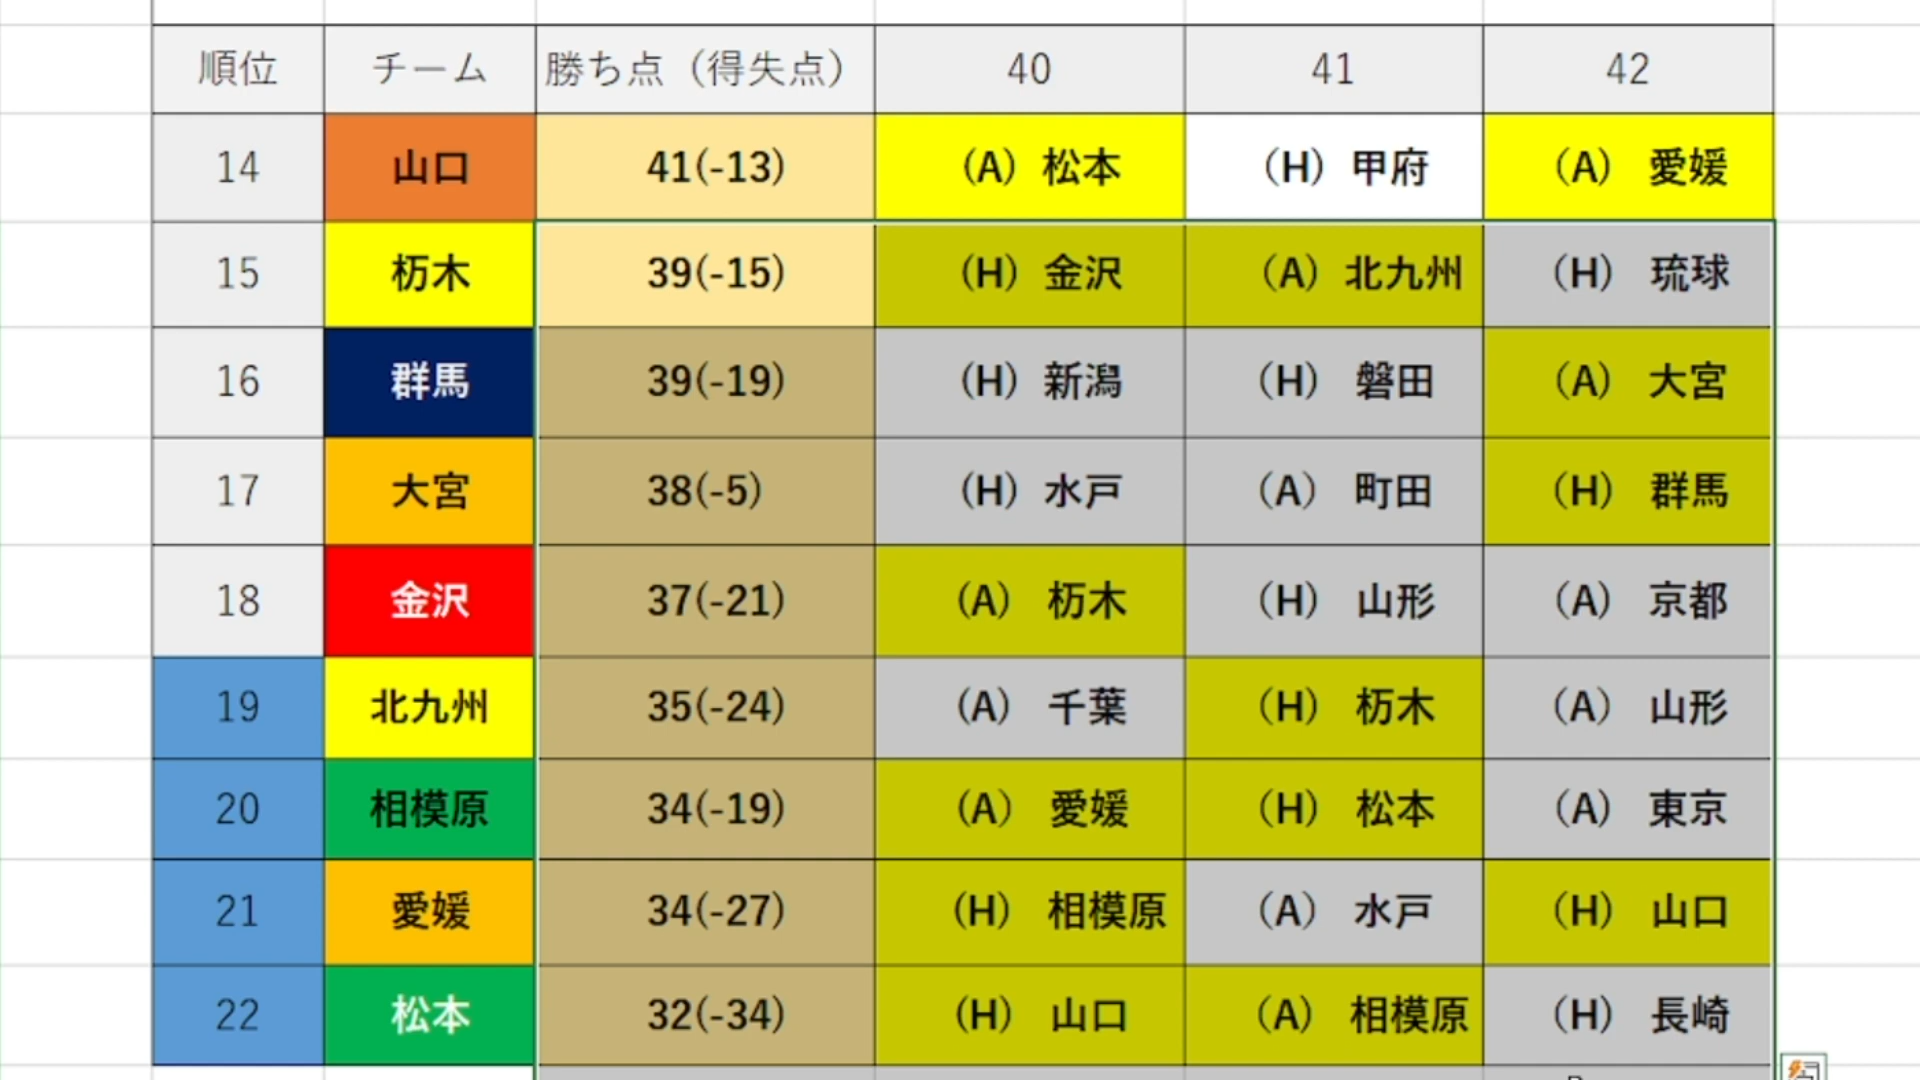 順位 チーム 勝ち点（得失点） 40 41 42
14 山口 41(-13) （A）松本 （H）甲府 （A） 愛媛
15 栃木 39(-15) （H）金沢 （A）北九州 （H） 琉球
16 群馬 39(-19) （H）新潟 （H） 磐田 （A） 大宮
17 大宮 38(-5) （H）水戸 （A） 町田 （H） 群馬
18 金沢 37(-21) （A） 栃木 （H） 山形 （A） 京都
19 北九州 35(-24) （A） 千葉 （H） 栃木 （A） 山形
20 相模原 34(-19) （A） 愛媛 （H） 松本 （A） 東京
21 愛媛 34(-27) （H） 相模原 （A） 水戸 （H） 山口
22 松本 32(-34) （H） 山口 （A） 相模原 （H） 長崎